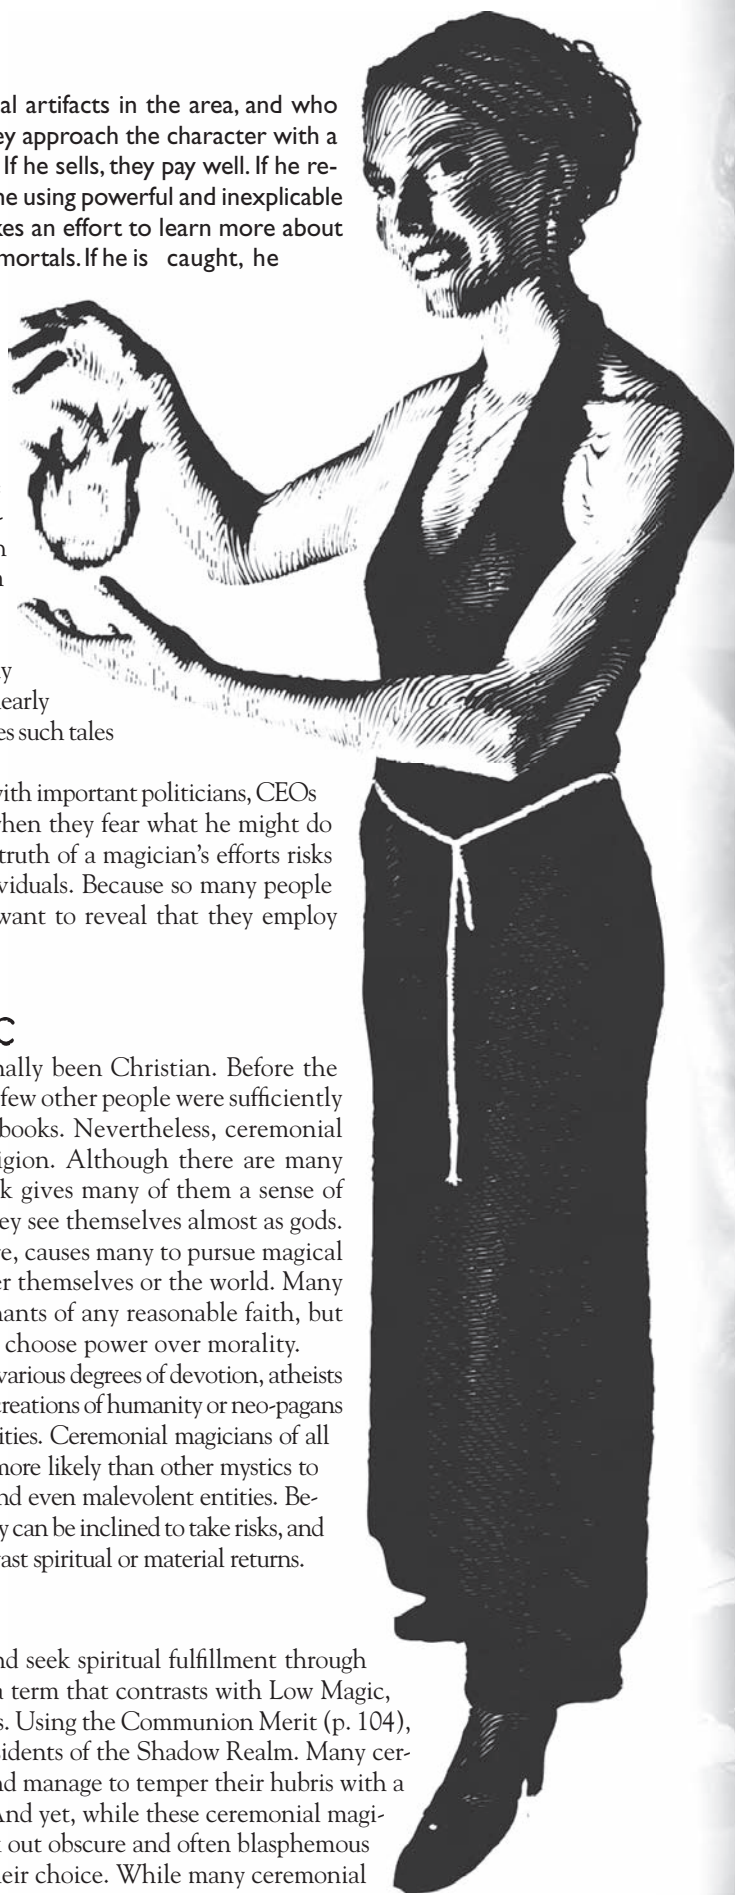 al artifacts in the area, and who
ey approach the character with a
If he sells, they pay well. If he re-
ne using powerful and inexplicable
kes an effort to learn more about
mortals. If he is caught, he
-
n
n
ly
early
es such tales
with important politicians, CEOs
when they fear what he might do
truth of a magician's efforts risks
viduals. Because so many people
want to reveal that they employ
C
nally been Christian. Before the
few other people were sufficiently
books. Nevertheless, ceremonial
igion. Although there are many
k gives many of them a sense of
ey see themselves almost as gods.
re, causes many to pursue magical
er themselves or the world. Many
nants of any reasonable faith, but
choose power over morality.
various degrees of devotion, atheists
creations of humanity or neo-pagans
ities. Ceremonial magicians of all
more likely than other mystics to
nd even malevolent entities. Be-
y can be inclined to take risks, and
vast spiritual or material returns.
nd seek spiritual fulfillment through
a term that contrasts with Low Magic,
s. Using the Communion Merit (p. 104),
sidents of the Shadow Realm. Many cer-
nd manage to temper their hubris with a
And yet, while these ceremonial magi-
k out obscure and often blasphemous
heir choice. While many ceremonial